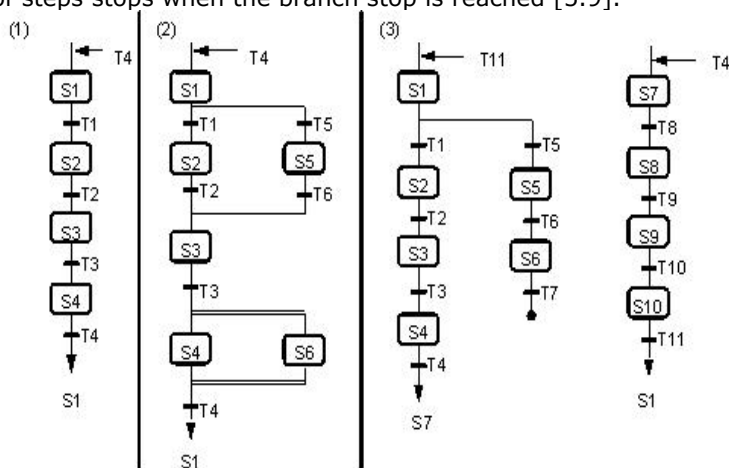 or steps stops when the branch stop is reached [5.9].
(1)
T4
S1
T1
S2
T2
S3
T3
S4
T4
S1
(2)
T4
S1
T1
T5
S2
S5
T2
T6
S3
T3
S4
S6
T4
S1
(3)
T11
S1
T1
T5
S2
S5
T2
T6
S3
S6
T3
T7
S4
T4
S7
T4
S7
T8
S8
T9
S9
T10
S10
T11
S1